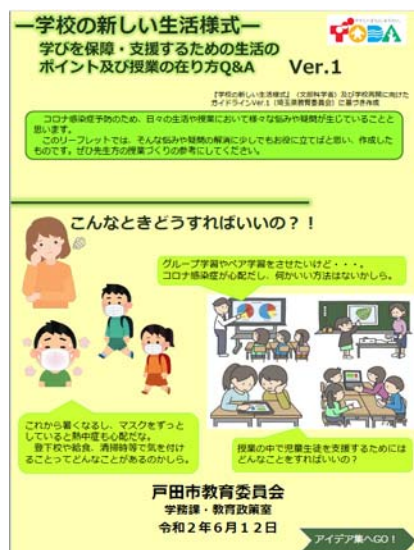 ―学校の新しい生活様式―
学びを保障・支援するための生活の
ポイント及び授業の在り方Q&A Ver.1
TODA
『学校の新しい生活様式』（文部科学省）及び学校再開に向けた
ガイドラインVer.1（埼玉県教育委員会）に基づき作成
コロナ感染症予防のため、日々の生活や授業において様々な悩みや疑問が生じていることと
思います。
このリーフレットでは、そんな悩みや疑問の解消に少しでもお役に立てばと思い、作成した
ものです。ぜひ先生方の授業づくりの参考にしてください。
こんなときどうすればいいの？！
グループ学習やペア学習をさせたいけど・・・。
コロナ感染症が心配だし、何かいい方法はないかしら。
これから暑くなるし、マスクをずっと
していると熱中症も心配だな。
登下校や給食、清掃時等で気を付け
ることってどんなことがあるのかしら。
授業の中で児童生徒を支援するためには
どんなことをすればいいの？
戸田市教育委員会
学務課・教育政策室
令和２年６月１２日
アイデア集へGO！